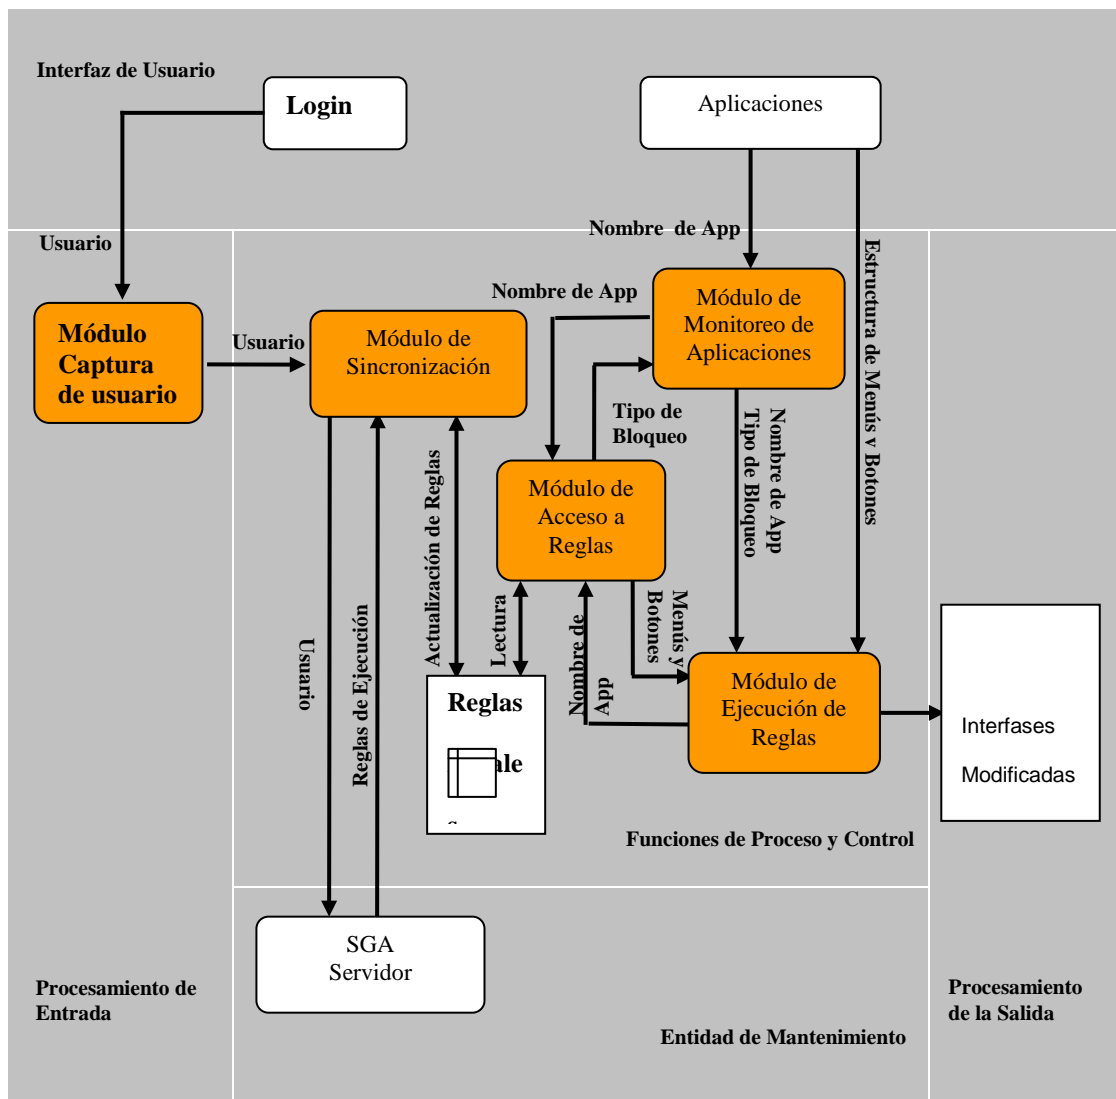 Interfaz de Usuario
Login
Aplicaciones
Usuario
Nombre de App
Estructura de Menús y Botones
Nombre de App
Módulo de
Monitoreo de
Aplicaciones
Módulo
Captura
de usuario
Usuario
Módulo de
Sincronización
Tipo de
Bloqueo
Nombre de App
Tipo de Bloqueo
Módulo de
Acceso a
Reglas
Actualización de Reglas
Lectura
Nombre de
App
Menús y
Botones
Usuario
Reglas de Ejecución
Reglas
ale
Módulo de
Ejecución de
Reglas
Interfases
Modificadas
Funciones de Proceso y Control
SGA
Servidor
Procesamiento de
Entrada
Entidad de Mantenimiento
Procesamiento
de la Salida